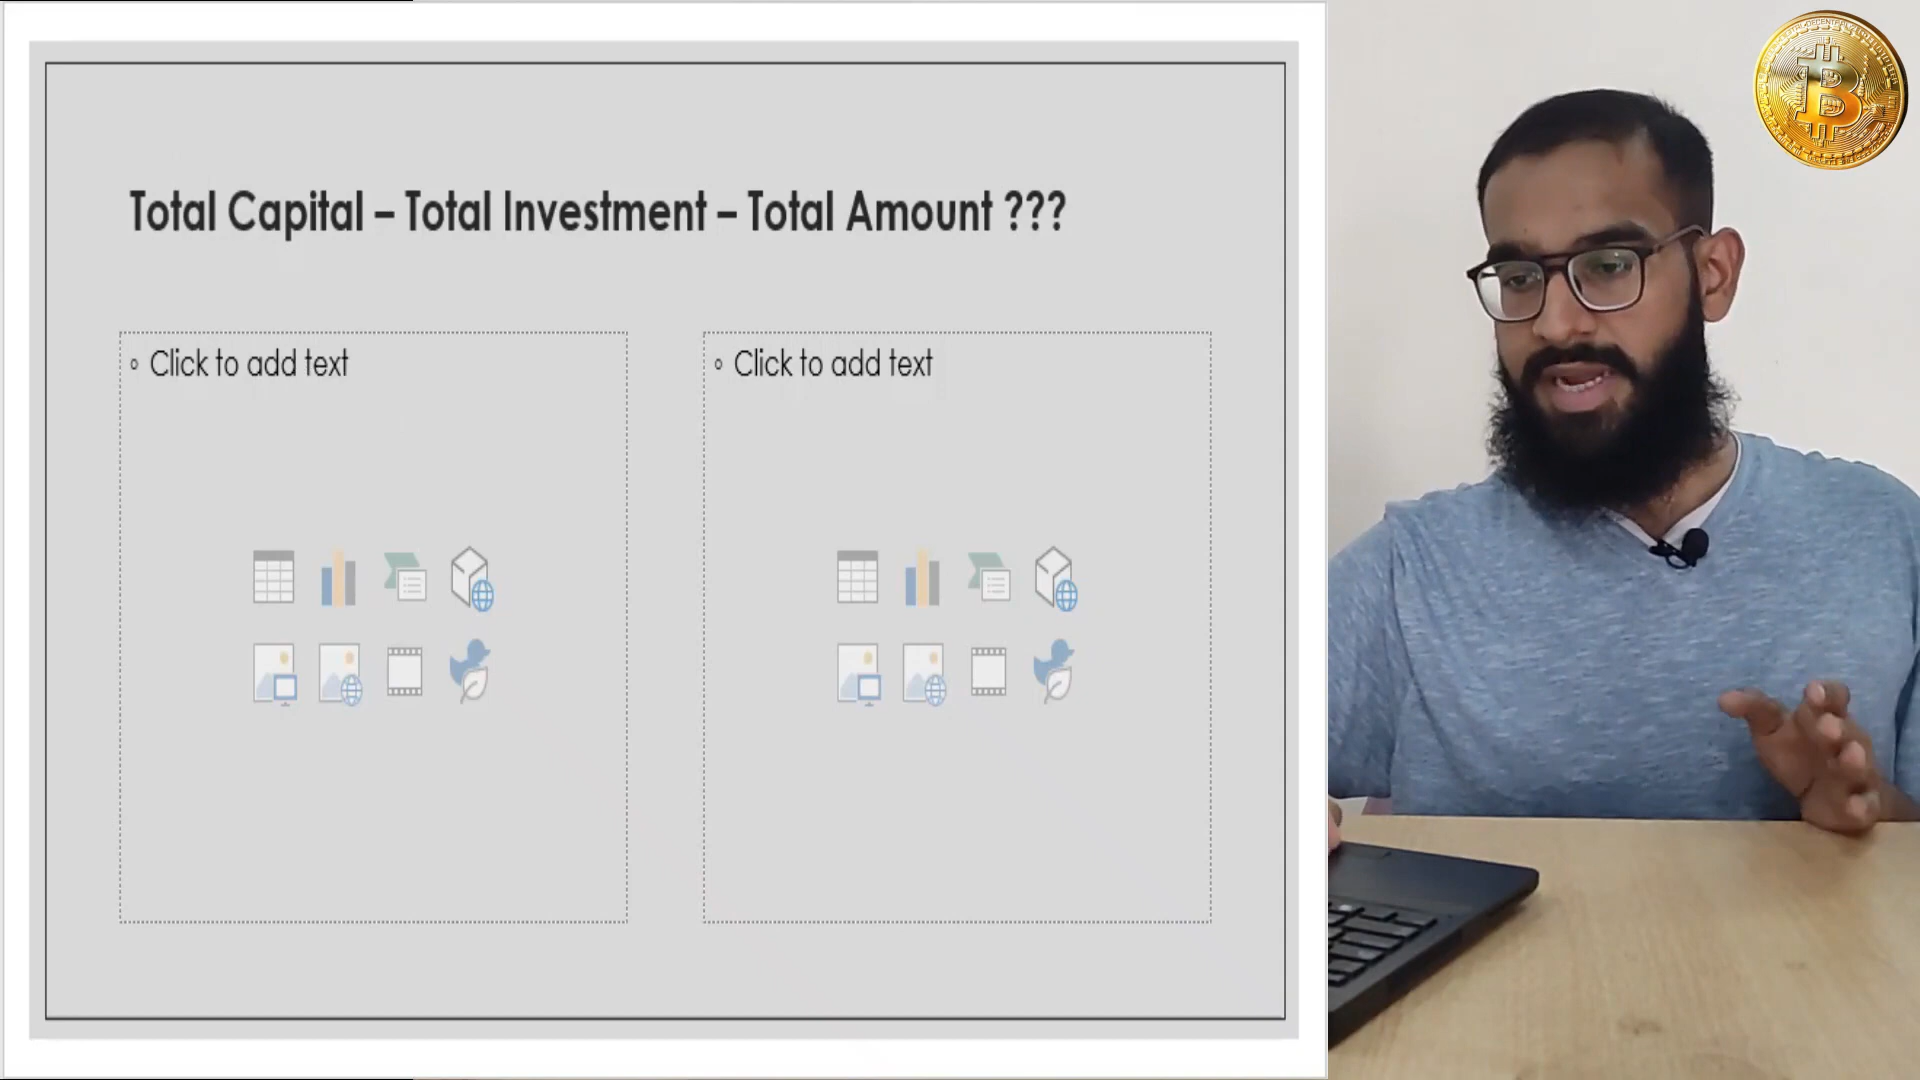 Total Capital – Total Investment – Total Amount ???
◦ Click to add text
◦ Click to add text